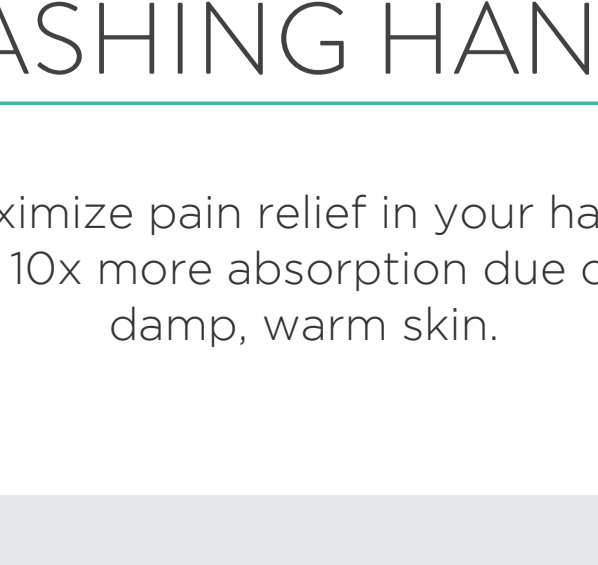 ASHING HAN
ximize pain relief in your ha
10x more absorption due
damp, warm skin.